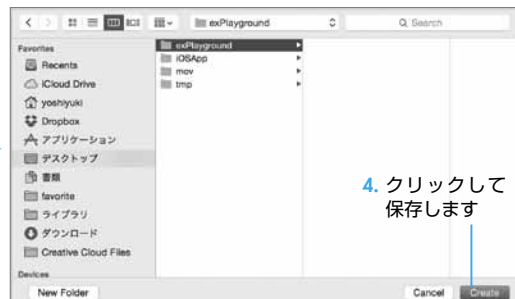 exPlayground
Search
Favorites
Recents
iCloud Drive
yoshiyuki
Dropbox
アプリケーション
デスクトップ
書類
favorite
ライブラリ
ダウンロード
Creative Cloud Files
Devices
exPlayground
iOSApp
mov
tmp
4. クリックして
保存します
New Folder
Cancel
Create